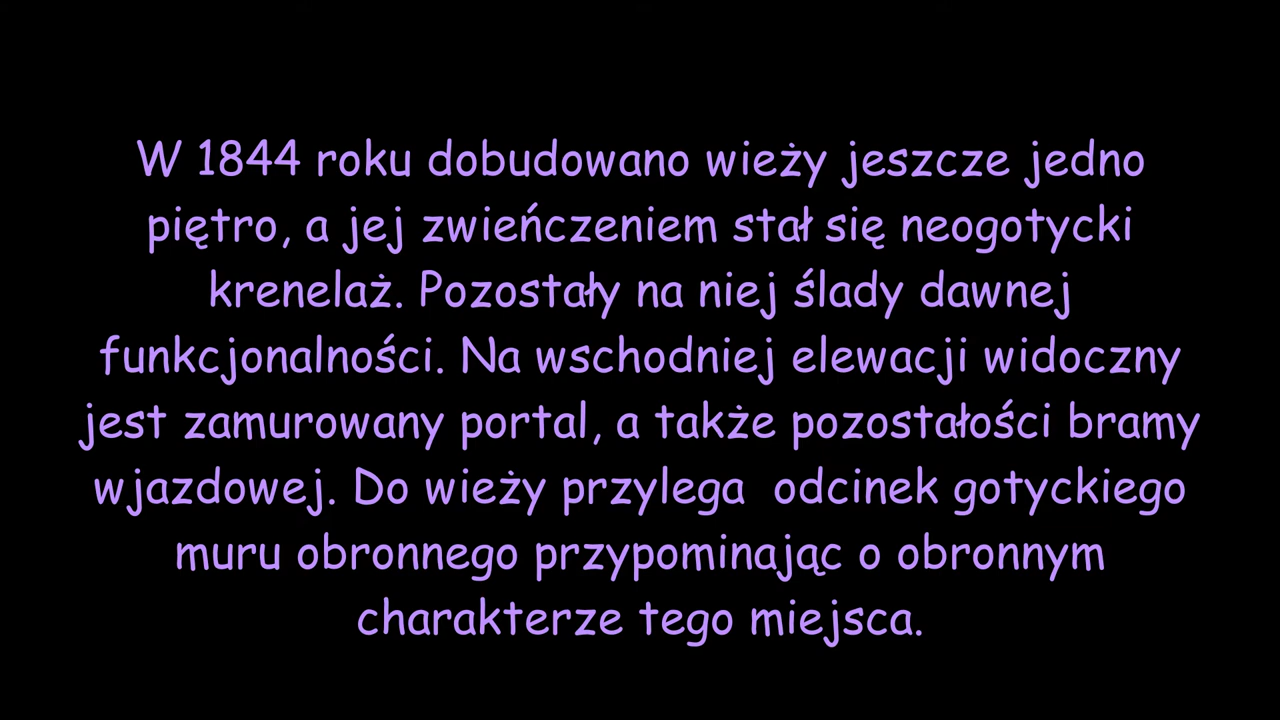 W 1844 roku dobudowano wieży jeszcze jedno
piętro, a jej zwieńczeniem stał się neogotycki
krenelaż. Pozostały na niej ślady dawnej
funkcjonalności. Na wschodniej elewacji widoczny
jest zamurowany portal, a także pozostałości bramy
wjazdowej. Do wieży przylega  odcinek gotyckiego
muru obronnego przypominając o obronnym
charakterze tego miejsca.